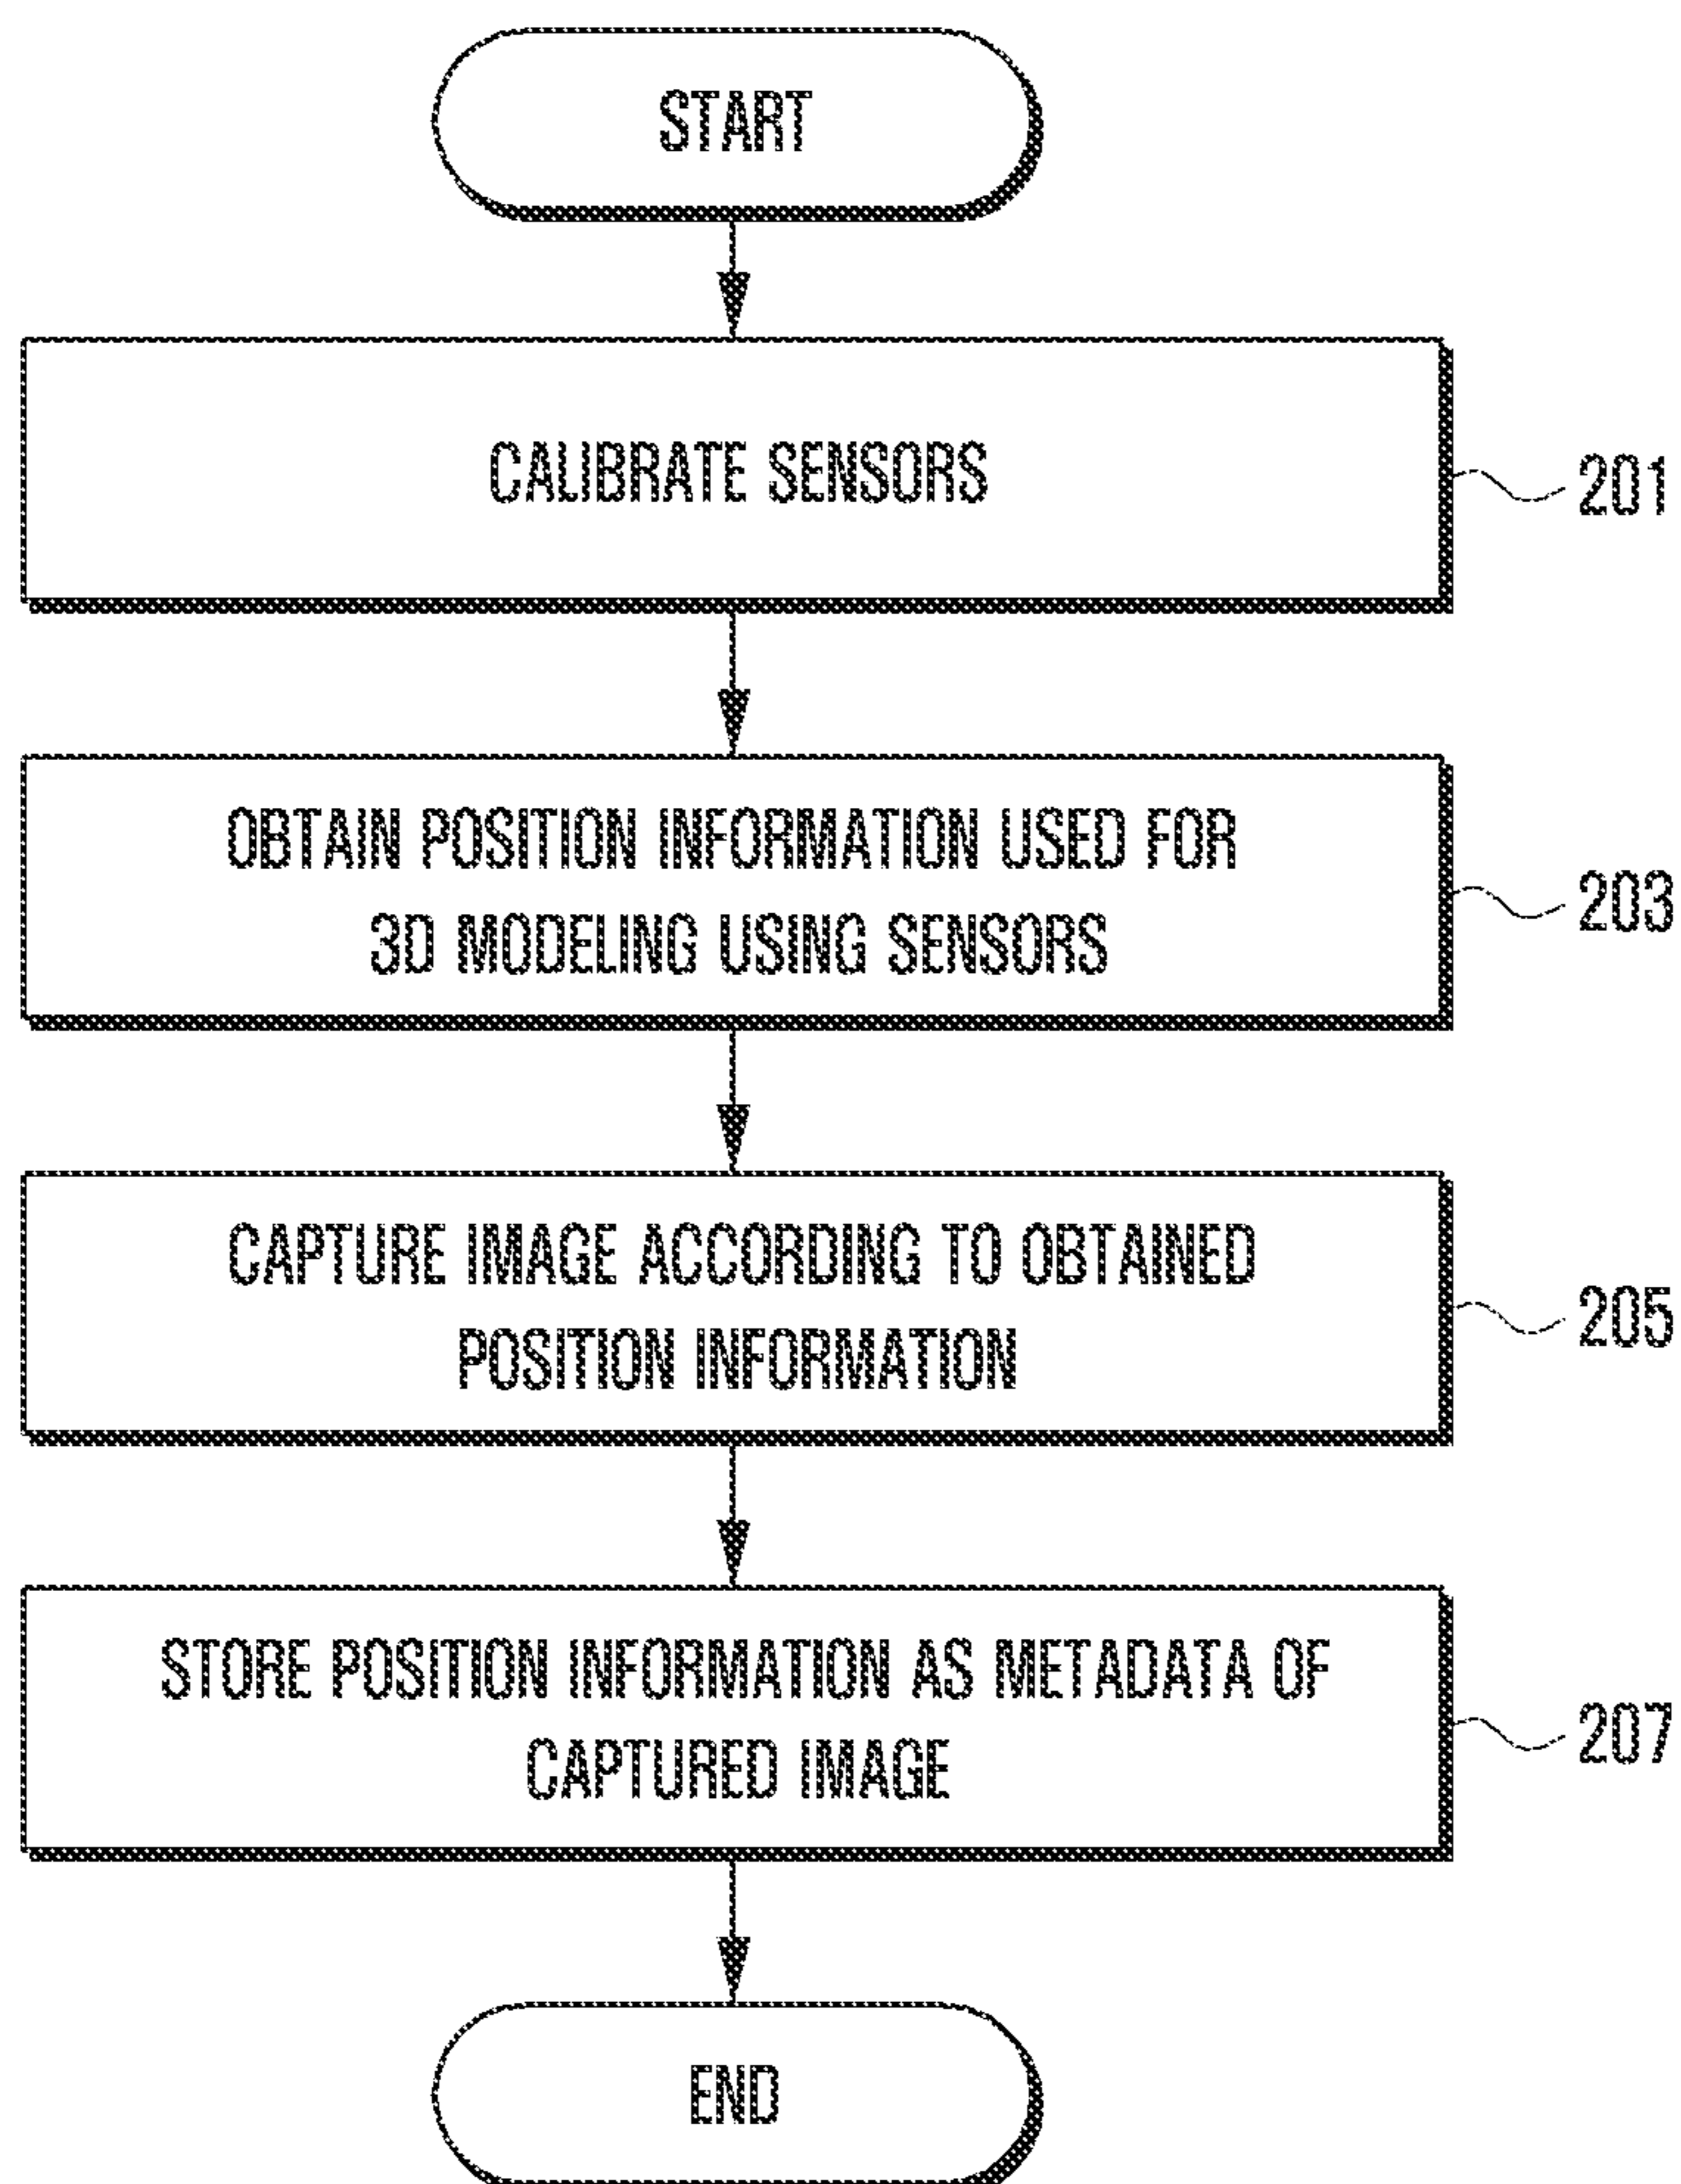 START
CALIBRATE SENSORS
201
OBTAIN POSITION INFORMATION USED FOR
3D MODELING USING SENSORS
203
CAPTURE IMAGE ACCORDING TO OBTAINED
POSITION INFORMATION
205
STORE POSITION INFORMATION AS METADATA OF
CAPTURED IMAGE
207
END